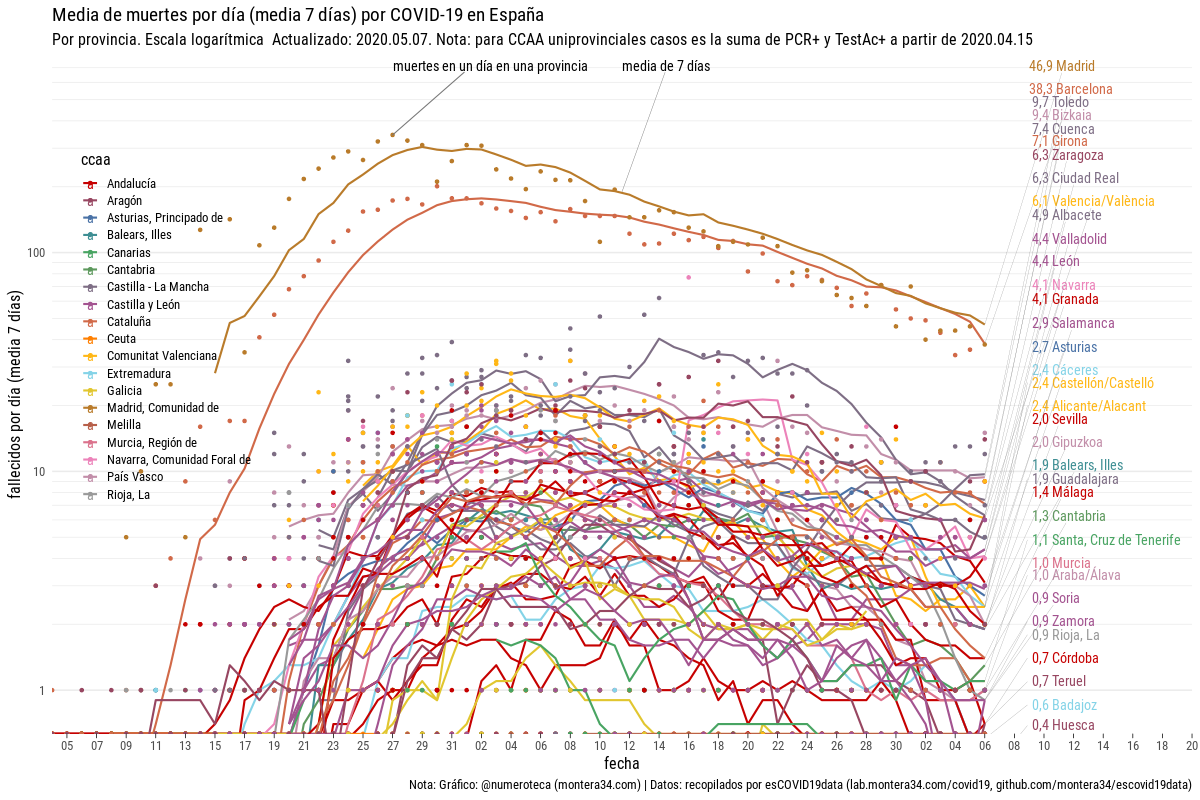 Media de muertes por día (media 7 días) por COVID-19 en España
Por provincia. Escala logarítmica  Actualizado: 2020.05.07. Nota: para CCAA uniprovinciales casos es la suma de PCR+ y TestAc+ a partir de 2020.04.15
muertes en un día en una provincia
media de 7 días
46,9 Madrid
38,3 Barcelona
9,7 Toledo
9,4 Bizkaia
7,4 Cuenca
7,1 Girona
6,3 Zaragoza
6,3 Ciudad Real
6,1 Valencia/València
4,9 Albacete
4,4 Valladolid
4,4 León
4,1 Navarra
4,1 Granada
2,9 Salamanca
2,7 Asturias
2,4 Cáceres
2,4 Castellón/Castelló
2,4 Alicante/Alacant
2,0 Sevilla
2,0 Gipuzkoa
1,9 Balears, Illes
1,9 Guadalajara
1,4 Málaga
1,3 Cantabria
1,1 Santa, Cruz de Tenerife
1,0 Murcia
1,0 Araba/Álava
0,9 Soria
0,9 Zamora
0,9 Rioja, La
0,7 Córdoba
0,7 Teruel
0,6 Badajoz
0,4 Huesca
ccaa
Andalucía
Aragón
Asturias, Principado de
Balears, Illes
Canarias
Cantabria
Castilla - La Mancha
Castilla y León
Cataluña
Ceuta
Comunitat Valenciana
Extremadura
Galicia
Madrid, Comunidad de
Melilla
Murcia, Región de
Navarra, Comunidad Foral de
País Vasco
Rioja, La
fallecidos por día (media 7 días)
100
10
1
05 07 09 11 13 15 17 19 21 23 25 27 29 31 02 04 06 08 10 12 14 16 18 20 22 24 26 28 30 02 04 06 08 10 12 14 16 18 20
fecha
Nota: Gráfico: @numeroteca (montera34.com) | Datos: recopilados por esCOVID19data (lab.montera34.com/covid19, github.com/montera34/escovid19data)